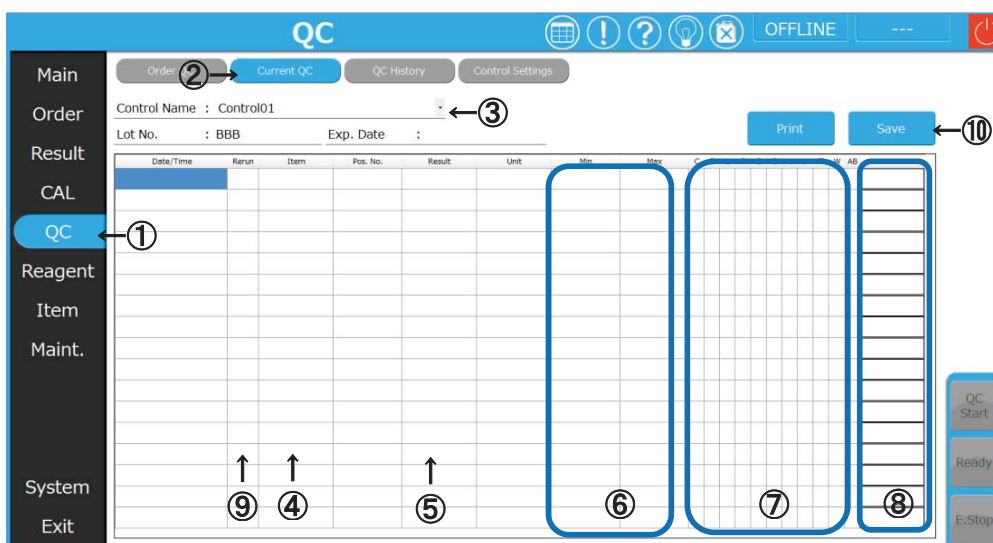 QC
OFFLINE
---
Main
Order
Result
CAL
QC
Reagent
Item
Maint.
System
Exit
Order
②
Current QC
QC History
Control Settings
Control Name : Control01
③
Lot No. : BBB
Exp. Date :
Print
Save
⑩
Date/Time Rerun Item Pos. No. Result Unit Min Max C W AB
①
⑨ ④ ⑤ ⑥ ⑦ ⑧
QC
Start
Ready
E.Stop